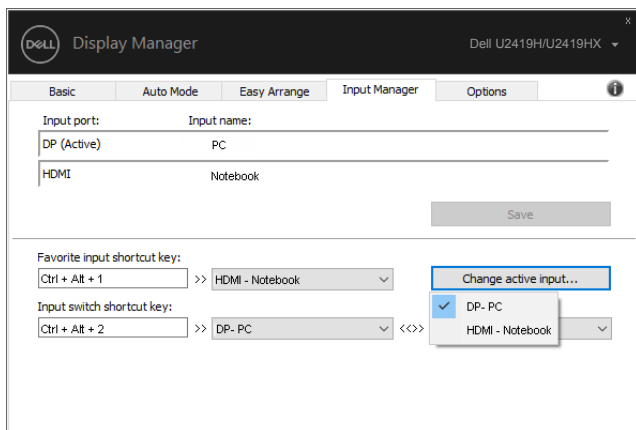 x
DELL Display Manager Dell U2419H/U2419HX
Basic Auto Mode Easy Arrange Input Manager Options i
Input port: Input name:
DP (Active) PC
HDMI Notebook
Save
Favorite input shortcut key:
Ctrl + Alt + 1 >> HDMI - Notebook Change active input...
DP- PC
Input switch shortcut key:
Ctrl + Alt + 2 >> DP- PC <<>> HDMI - Notebook